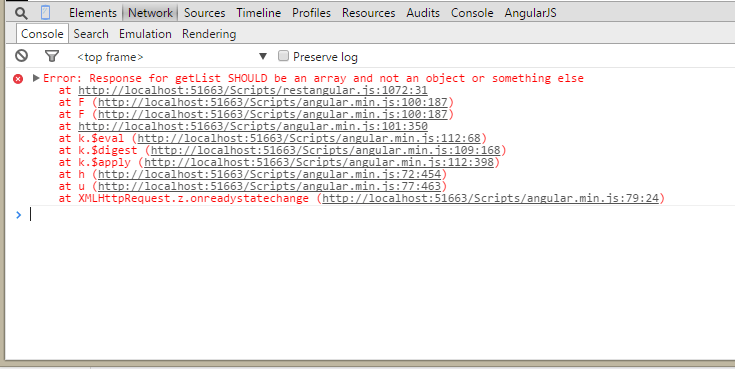 Elements Network Sources Timeline Profiles Resources Audits Console AngularJS
Console Search Emulation Rendering
<top frame> Preserve log
Error: Response for getList SHOULD be an array and not an object or something else
at http://localhost:51663/Scripts/restangular.js:1072:31
at F (http://localhost:51663/Scripts/angular.min.js:100:187)
at F (http://localhost:51663/Scripts/angular.min.js:100:187)
at http://localhost:51663/Scripts/angular.min.js:101:350
at k.$eval (http://localhost:51663/Scripts/angular.min.js:112:68)
at k.$digest (http://localhost:51663/Scripts/angular.min.js:109:168)
at k.$apply (http://localhost:51663/Scripts/angular.min.js:112:398)
at h (http://localhost:51663/Scripts/angular.min.js:72:454)
at u (http://localhost:51663/Scripts/angular.min.js:77:463)
at XMLHttpRequest.z.onreadystatechange (http://localhost:51663/Scripts/angular.min.js:79:24)